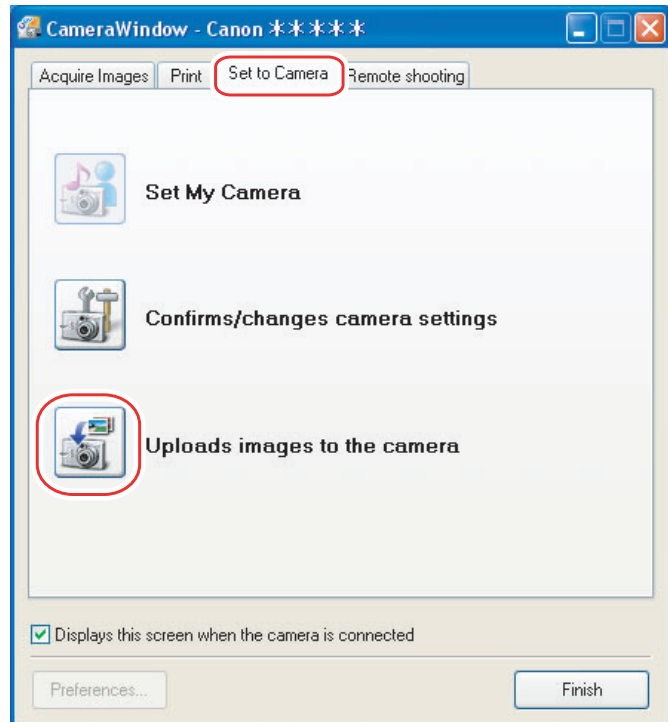 CameraWindow - Canon *****
Acquire Images Print Set to Camera Remote shooting
Set My Camera
Confirms/changes camera settings
Uploads images to the camera
Displays this screen when the camera is connected
Preferences... Finish